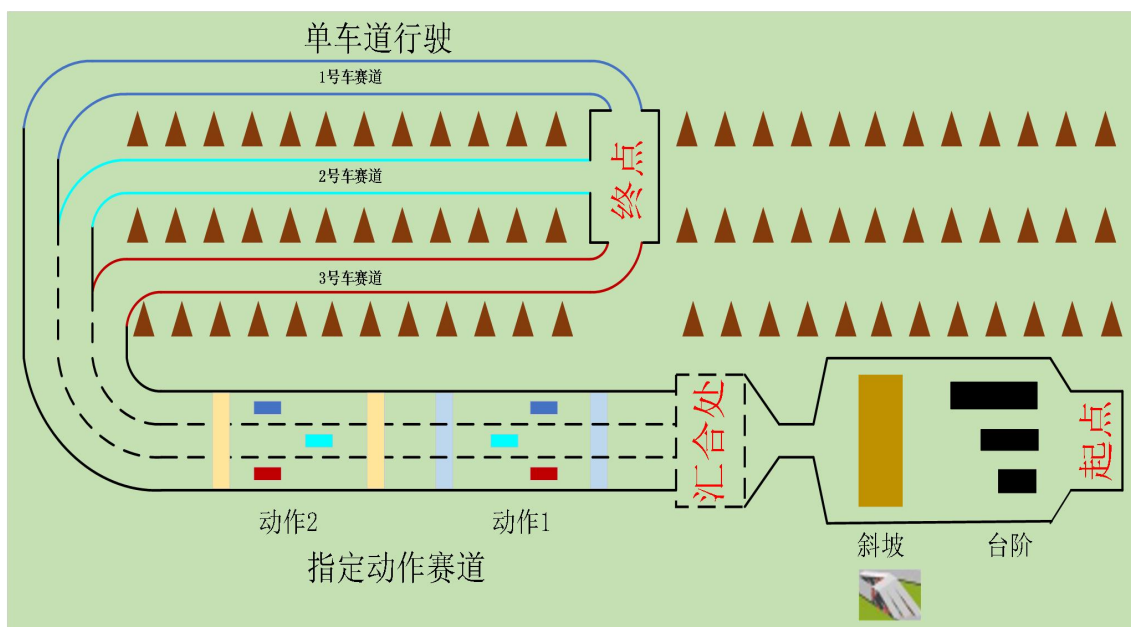 单车道行驶
1号车赛道
2号车赛道
3号车赛道
终点
汇合处
起点
动作2
动作1
斜坡
台阶
指定动作赛道